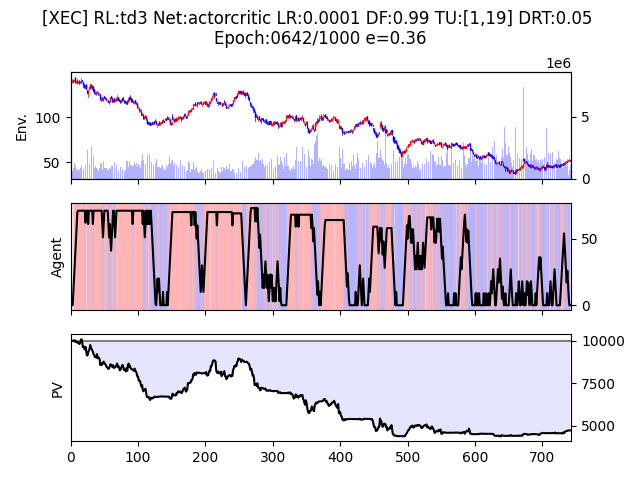 [XEC] RL:td3 Net:actorcritic LR:0.0001 DF:0.99 TU:[1,19] DRT:0.05
Epoch:0642/1000 e=0.36
1e6
Env.
100
50
5
0
Agent
50
0
PV
10000
7500
5000
0 100 200 300 400 500 600 700